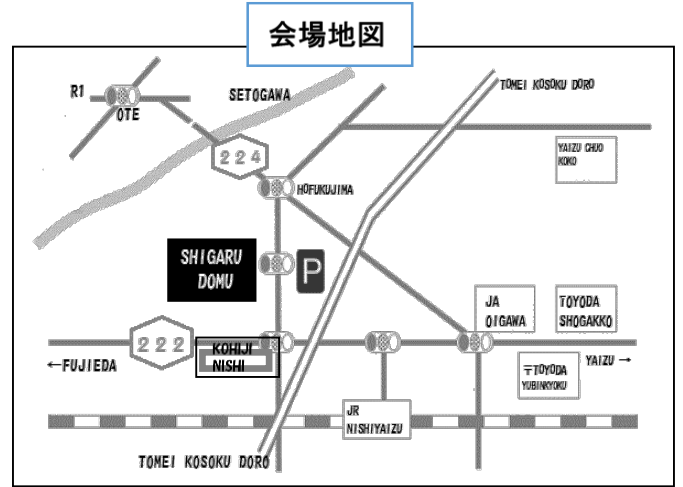 会場地図
R1
OTE
SETOGAWA
TOMEI KOSOKU DORO
224
YAIZU CHUO
KOKO
HOFUKUJIMA
SHIGARU
DOMU
P
JA
OIGAWA
TOYODA
SHOGAKKO
222
KOHIJI
NISHI
←FUJIEDA
YAIZU→
〒TOYODA
YUBINKYOKU
JR
NISHIYAIZU
TOMEI KOSOKU DORO